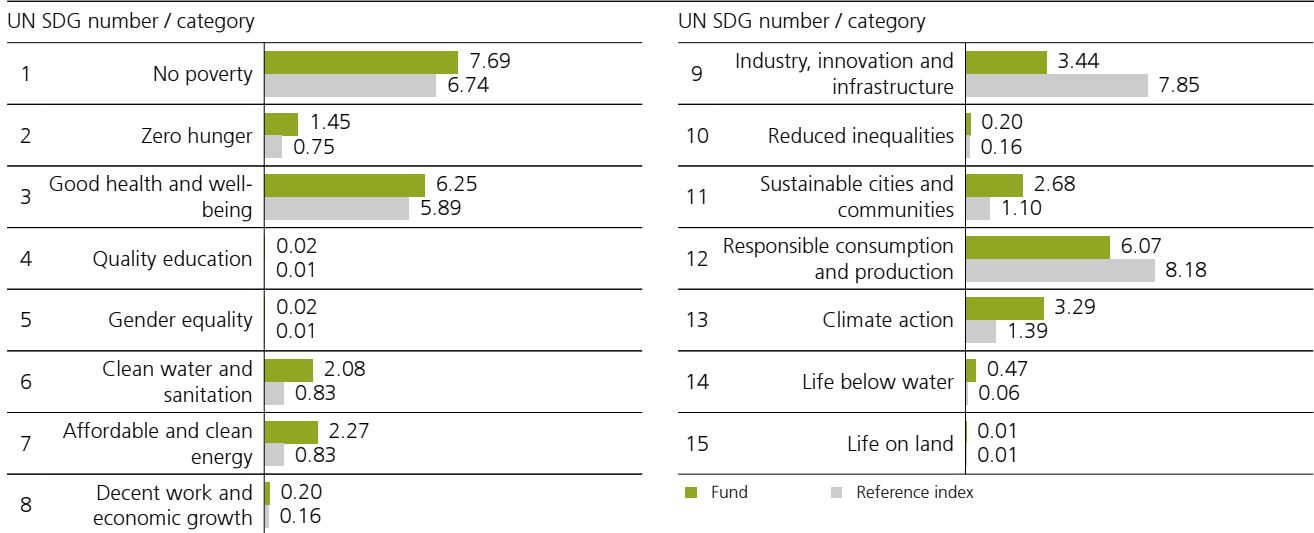 UN SDG number / category
1 No poverty 7.69
6.74
2 Zero hunger 1.45
0.75
3 Good health and well-
being 6.25
5.89
4 Quality education 0.02
0.01
5 Gender equality 0.02
0.01
6 Clean water and
sanitation 2.08
0.83
7 Affordable and clean
energy 2.27
0.83
8 Decent work and
economic growth 0.20
0.16
UN SDG number / category
9 Industry, innovation and
infrastructure 3.44
7.85
10 Reduced inequalities 0.20
0.16
11 Sustainable cities and
communities 2.68
1.10
12 Responsible consumption
and production 6.07
8.18
13 Climate action 3.29
1.39
14 Life below water 0.47
0.06
15 Life on land 0.01
0.01
Fund Reference index